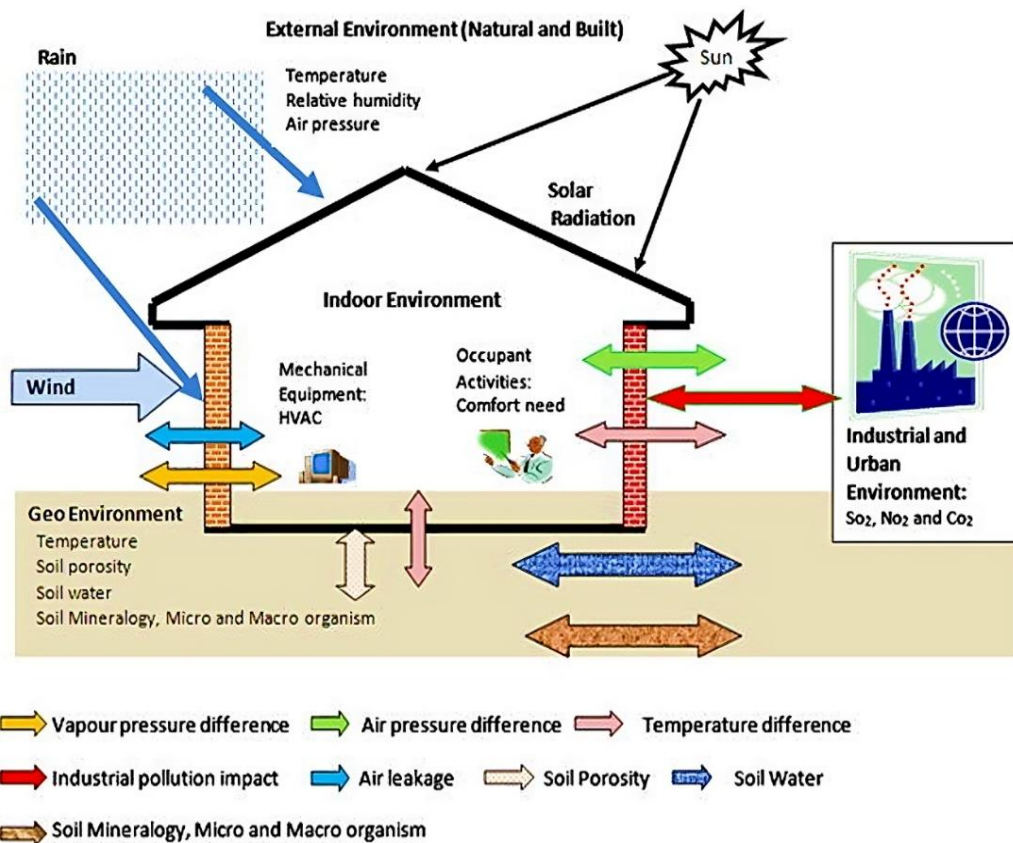 External Environment (Natural and Built)
Rain
Sun
Temperature
Relative humidity
Air pressure
Solar
Radiation
Indoor Environment
Wind
Mechanical
Equipment:
HVAC
Occupant
Activities:
Comfort need
Industrial and
Urban
Environment:
So2, No2 and Co2
Geo Environment
Temperature
Soil porosity
Soil water
Soil Mineralogy, Micro and Macro organism
Vapour pressure difference
Air pressure difference
Temperature difference
Industrial pollution impact
Air leakage
Soil Porosity
Soil Water
Soil Mineralogy, Micro and Macro organism